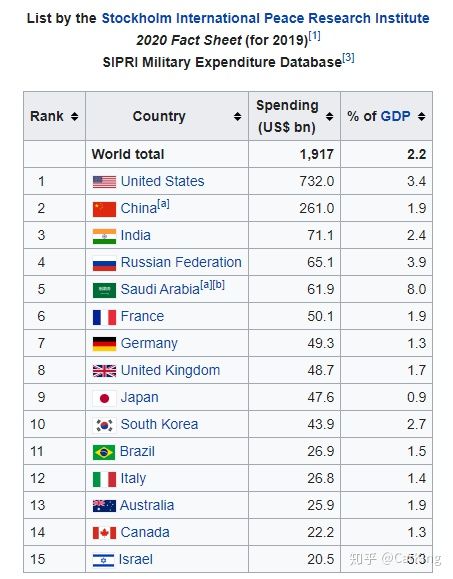 List by the Stockholm International Peace Research Institute
2020 Fact Sheet (for 2019)[1]
SIPRI Military Expenditure Database[3]
Rank Country Spending (US$ bn) % of GDP
World total 1,917 2.2
1 United States 732.0 3.4
2 China[a] 261.0 1.9
3 India 71.1 2.4
4 Russian Federation 65.1 3.9
5 Saudi Arabia[a][b] 61.9 8.0
6 France 50.1 1.9
7 Germany 49.3 1.3
8 United Kingdom 48.7 1.7
9 Japan 47.6 0.9
10 South Korea 43.9 2.7
11 Brazil 26.9 1.5
12 Italy 26.8 1.4
13 Australia 25.9 1.9
14 Canada 22.2 1.3
15 Israel 20.5 5.3
知乎